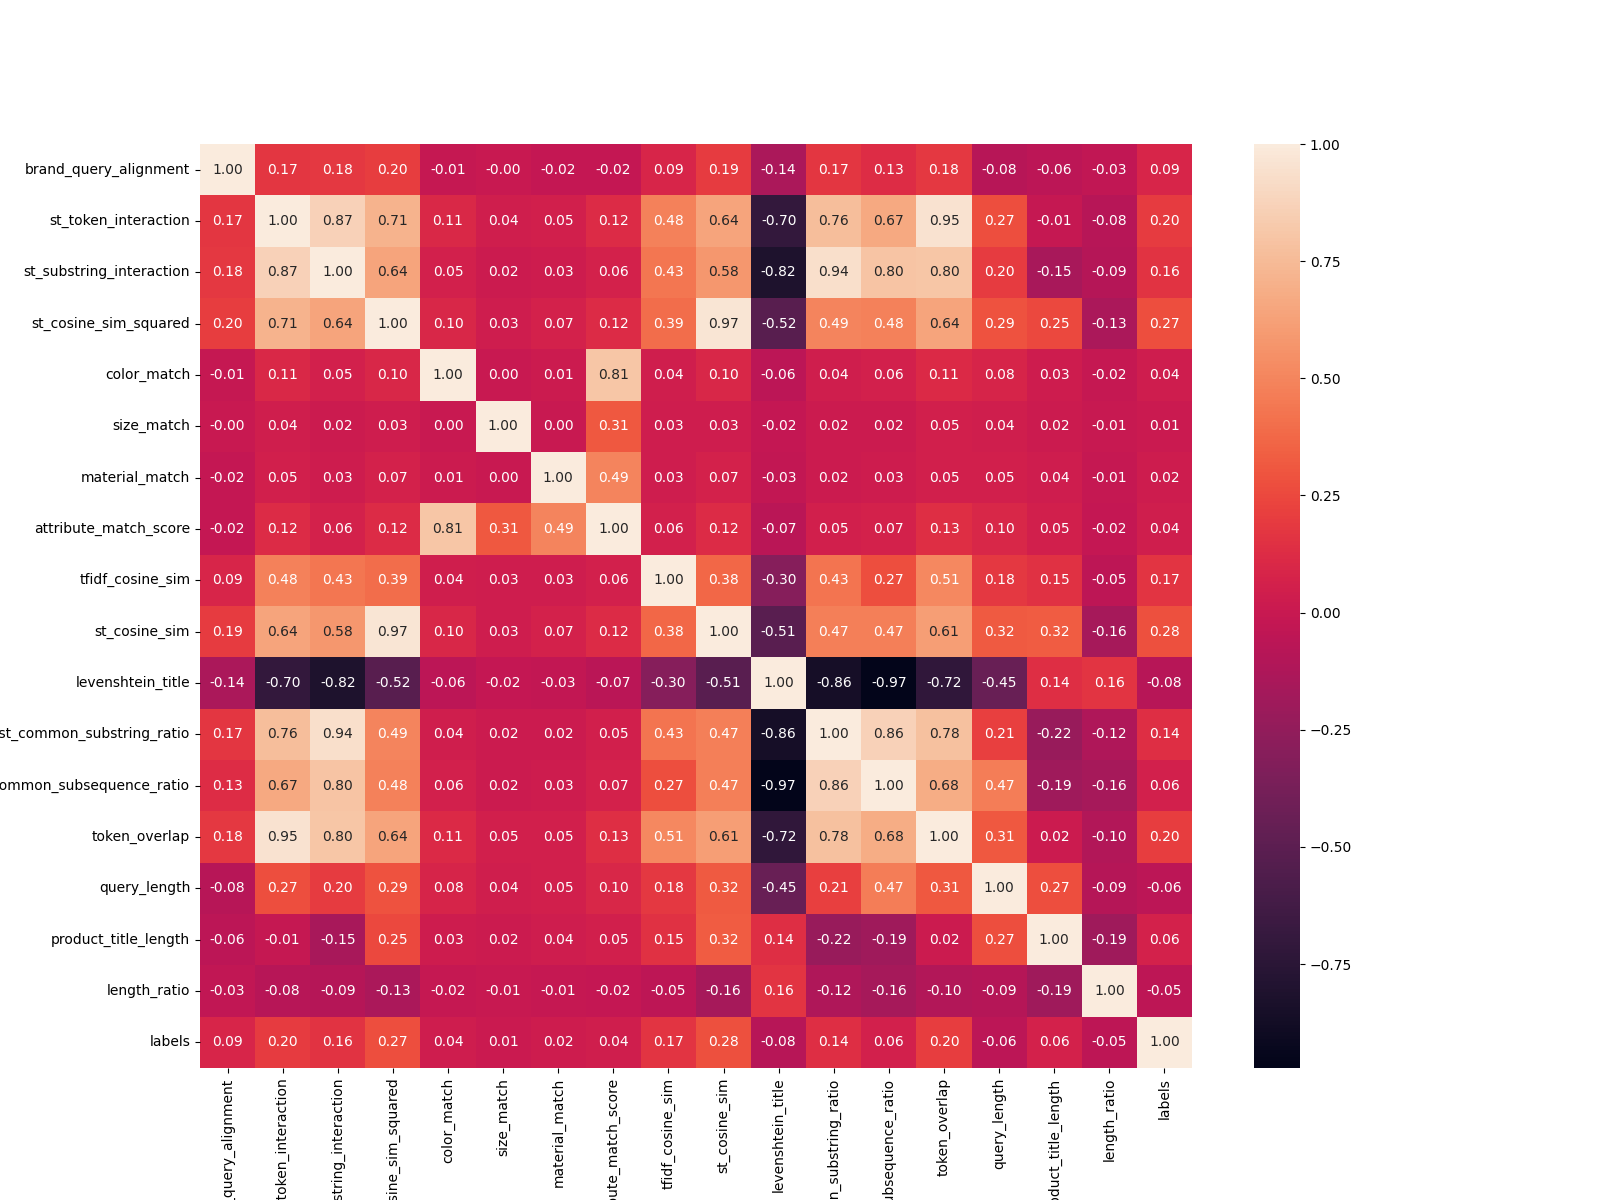 brand_query_alignment 1.00 0.17 0.18 0.20 -0.01 -0.00 -0.02 -0.02 0.09 0.19 -0.14 0.17 0.13 0.18 -0.08 -0.06 -0.03 0.09
st_token_interaction 0.17 1.00 0.87 0.71 0.11 0.04 0.05 0.12 0.48 0.64 -0.70 0.76 0.67 0.95 0.27 -0.01 -0.08 0.20
st_substring_interaction 0.18 0.87 1.00 0.64 0.05 0.02 0.03 0.06 0.43 0.58 -0.82 0.94 0.80 0.80 0.20 -0.15 -0.09 0.16
st_cosine_sim_squared 0.20 0.71 0.64 1.00 0.10 0.03 0.07 0.12 0.39 0.97 -0.52 0.49 0.48 0.64 0.29 0.25 -0.13 0.27
color_match -0.01 0.11 0.05 0.10 1.00 0.00 0.01 0.81 0.04 0.10 -0.06 0.04 0.06 0.11 0.08 0.03 -0.02 0.04
size_match -0.00 0.04 0.02 0.03 0.00 1.00 0.00 0.31 0.03 0.03 -0.02 0.02 0.02 0.05 0.04 0.02 -0.01 0.01
material_match -0.02 0.05 0.03 0.07 0.01 0.00 1.00 0.49 0.03 0.07 -0.03 0.02 0.03 0.05 0.05 0.04 -0.01 0.02
attribute_match_score -0.02 0.12 0.06 0.12 0.81 0.31 0.49 1.00 0.06 0.12 -0.07 0.05 0.07 0.13 0.10 0.05 -0.02 0.04
tfidf_cosine_sim 0.09 0.48 0.43 0.39 0.04 0.03 0.03 0.06 1.00 0.38 -0.30 0.43 0.27 0.51 0.18 0.15 -0.05 0.17
st_cosine_sim 0.19 0.64 0.58 0.97 0.10 0.03 0.07 0.12 0.38 1.00 -0.51 0.47 0.47 0.61 0.32 0.32 -0.16 0.28
levenshtein_title -0.14 -0.70 -0.82 -0.52 -0.06 -0.02 -0.03 -0.07 -0.30 -0.51 1.00 -0.86 -0.97 -0.72 -0.45 0.14 0.16 -0.08
st_common_substring_ratio 0.17 0.76 0.94 0.49 0.04 0.02 0.02 0.05 0.43 0.47 -0.86 1.00 0.86 0.78 0.21 -0.22 -0.12 0.14
ommon_subsequence_ratio 0.13 0.67 0.80 0.48 0.06 0.02 0.03 0.07 0.27 0.47 -0.97 0.86 1.00 0.68 0.47 -0.19 -0.16 0.06
token_overlap 0.18 0.95 0.80 0.64 0.11 0.05 0.05 0.13 0.51 0.61 -0.72 0.78 0.68 1.00 0.31 0.02 -0.10 0.20
query_length -0.08 0.27 0.20 0.29 0.08 0.04 0.05 0.10 0.18 0.32 -0.45 0.21 0.47 0.31 1.00 0.27 -0.09 -0.06
product_title_length -0.06 -0.01 -0.15 0.25 0.03 0.02 0.04 0.05 0.15 0.32 0.14 -0.22 -0.19 0.02 0.27 1.00 -0.19 0.06
length_ratio -0.03 -0.08 -0.09 -0.13 -0.02 -0.01 -0.01 -0.02 -0.05 -0.16 0.16 -0.12 -0.16 -0.10 -0.09 -0.19 1.00 -0.05
labels 0.09 0.20 0.16 0.27 0.04 0.01 0.02 0.04 0.17 0.28 -0.08 0.14 0.06 0.20 -0.06 0.06 -0.05 1.00
_query_alignment
token_interaction
string_interaction
sine_sim_squared
color_match
size_match
material_match
bute_match_score
tfidf_cosine_sim
st_cosine_sim
levenshtein_title
n_substring_ratio
ubsequence_ratio
token_overlap
query_length
oduct_title_length
length_ratio
labels
1.00
0.75
0.50
0.25
0.00
−0.25
−0.50
−0.75